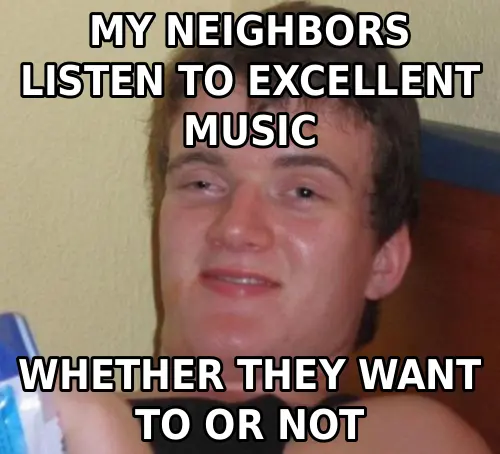 MY NEIGHBORS
LISTEN TO EXCELLENT
MUSIC
WHETHER THEY WANT
TO OR NOT